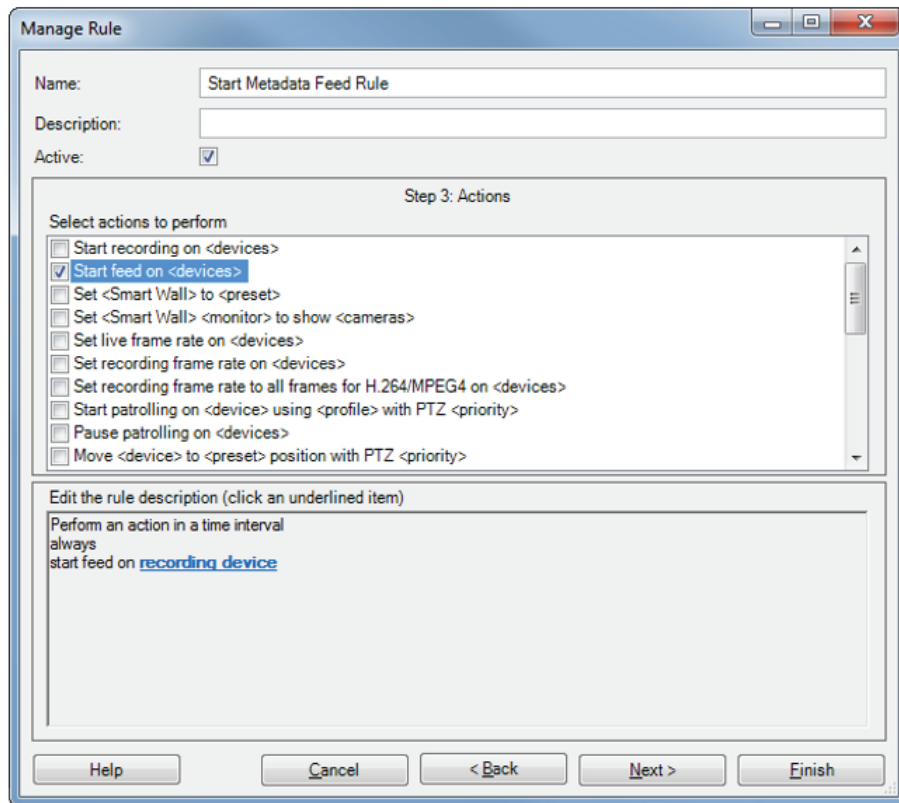 Manage Rule
Name: Start Metadata Feed Rule
Description:
Active:
Step 3: Actions
Select actions to perform
Start recording on <devices>
Start feed on <devices>
Set <Smart Wall> to <preset>
Set <Smart Wall> <monitor> to show <cameras>
Set live frame rate on <devices>
Set recording frame rate on <devices>
Set recording frame rate to all frames for H.264/MPEG4 on <devices>
Start patrolling on <device> using <profile> with PTZ <priority>
Pause patrolling on <devices>
Move <device> to <preset> position with PTZ <priority>
Edit the rule description (click an underlined item)
Perform an action in a time interval
always
start feed on recording device
Help Cancel < Back Next > Finish